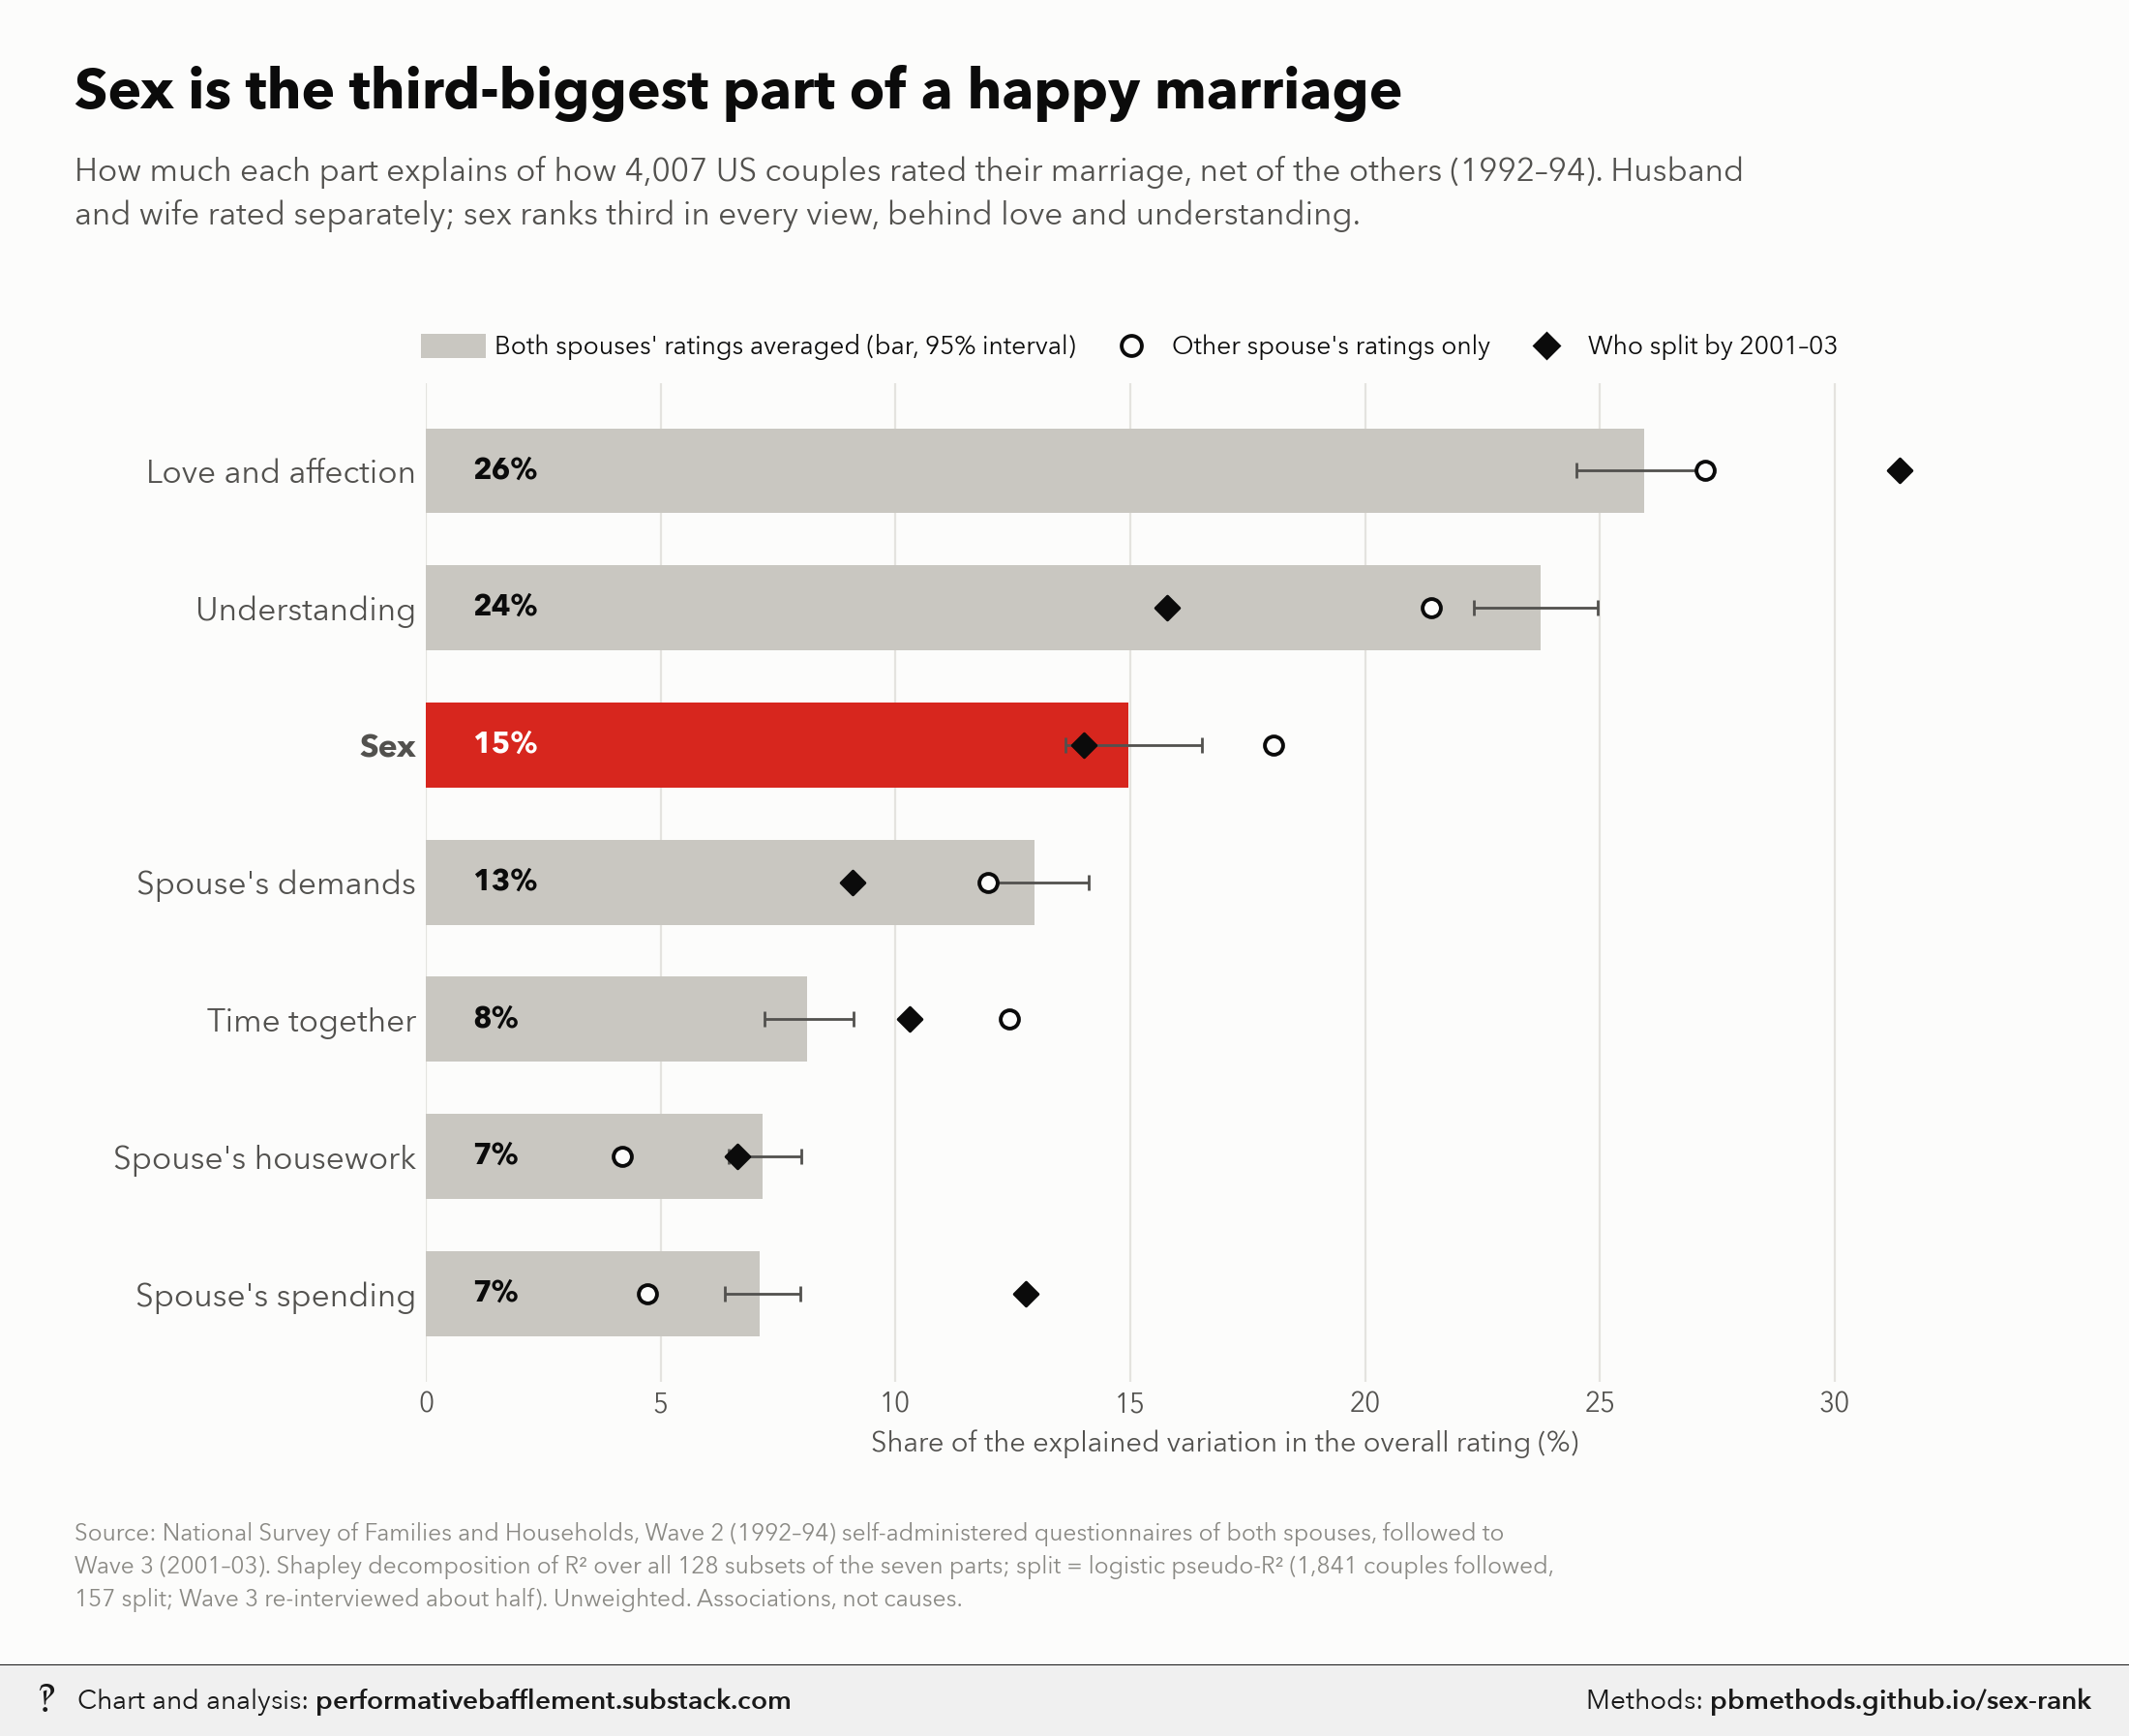 Sex is the third-biggest part of a happy marriage
How much each part explains of how 4,007 US couples rated their marriage, net of the others (1992–94). Husband
and wife rated separately; sex ranks third in every view, behind love and understanding.
Both spouses' ratings averaged (bar, 95% interval)
Other spouse's ratings only
Who split by 2001–03
Love and affection
26%
Understanding
24%
Sex
15%
Spouse's demands
13%
Time together
8%
Spouse's housework
7%
Spouse's spending
7%
0 5 10 15 20 25 30
Share of the explained variation in the overall rating (%)
Source: National Survey of Families and Households, Wave 2 (1992–94) self-administered questionnaires of both spouses, followed to
Wave 3 (2001–03). Shapley decomposition of R² over all 128 subsets of the seven parts; split = logistic pseudo-R² (1,841 couples followed,
157 split; Wave 3 re-interviewed about half). Unweighted. Associations, not causes.
‽ Chart and analysis: performativebafflement.substack.com
Methods: pbmethods.github.io/sex-rank